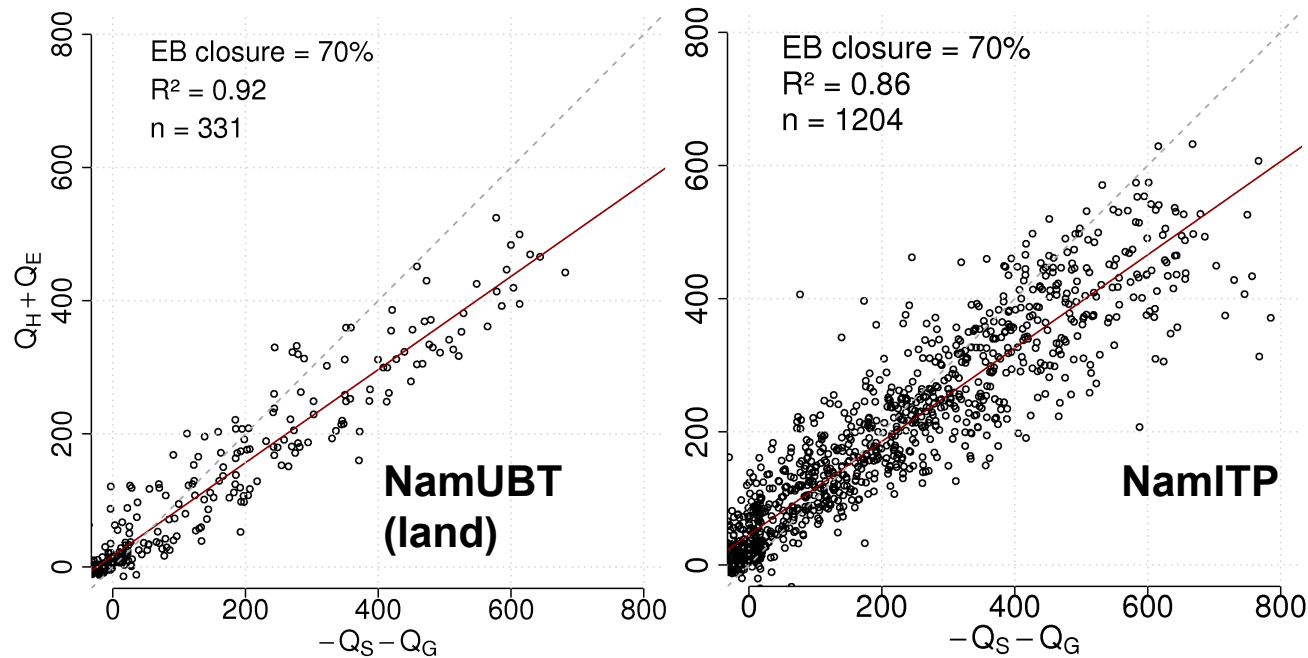 EB closure = 70%
R² = 0.92
n = 331
NamUBT
(land)
Q_H + Q_E
800
600
400
200
0
0 200 400 600 800
−Q_S−Q_G
EB closure = 70%
R² = 0.86
n = 1204
NamITP
800
600
400
200
0
0 200 400 600 800
−Q_S−Q_G